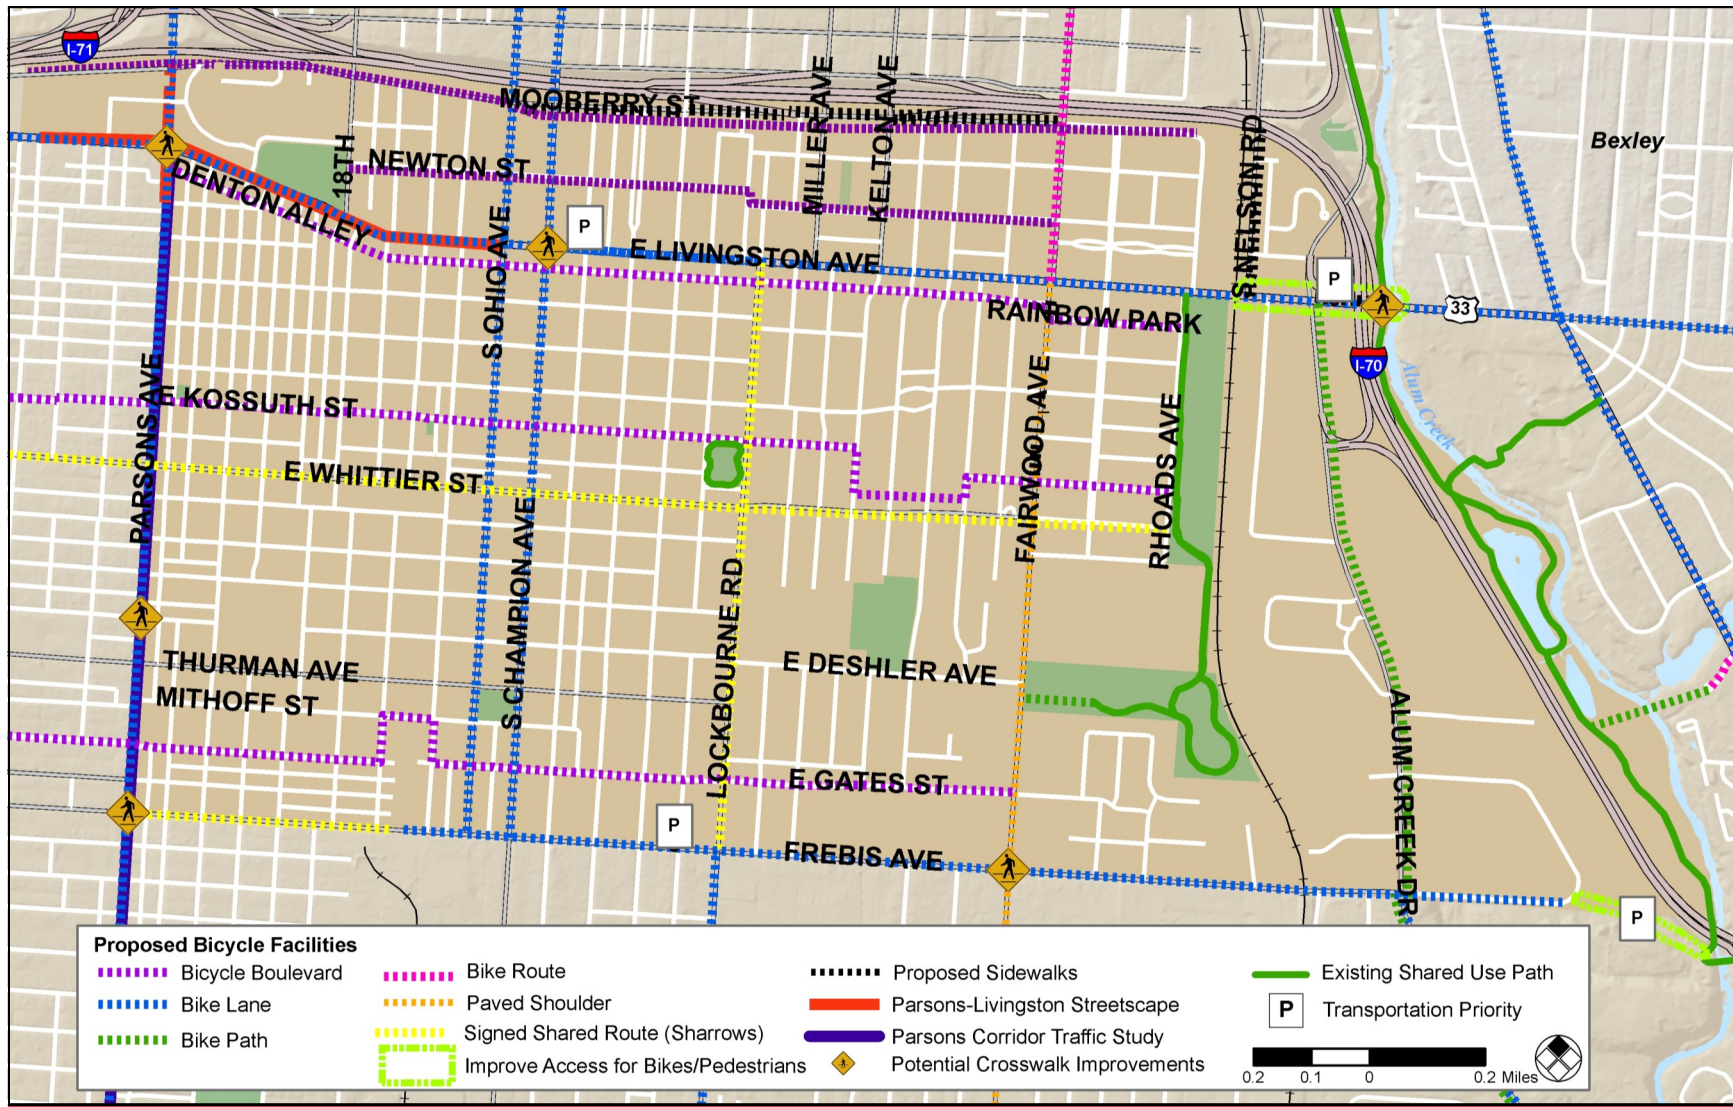 I-71
MOOBERRY ST
MILLER AVE
KELTON AVE
S NELSON RD
Bexley
18TH
NEWTON ST
DENTON ALLEY
P
S OHIO AVE
E LIVINGSTON AVE
P
RAINBOW PARK
33
I-70
Alum Creek
PARSONS AVE
E KOSSUTH ST
FAIRWOOD AVE
RHOADS AVE
E WHITTIER ST
S CHAMPION AVE
LOCKBOURNE RD
THURMAN AVE
E DESHLER AVE
MITHOFF ST
ALUM CREEK DR
E GATES ST
P
FREBIS AVE
P
Proposed Bicycle Facilities
Bicycle Boulevard
Bike Lane
Bike Path
Bike Route
Paved Shoulder
Signed Shared Route (Sharrows)
Improve Access for Bikes/Pedestrians
Proposed Sidewalks
Parsons-Livingston Streetscape
Parsons Corridor Traffic Study
Potential Crosswalk Improvements
Existing Shared Use Path
P Transportation Priority
0.2 0.1 0 0.2 Miles